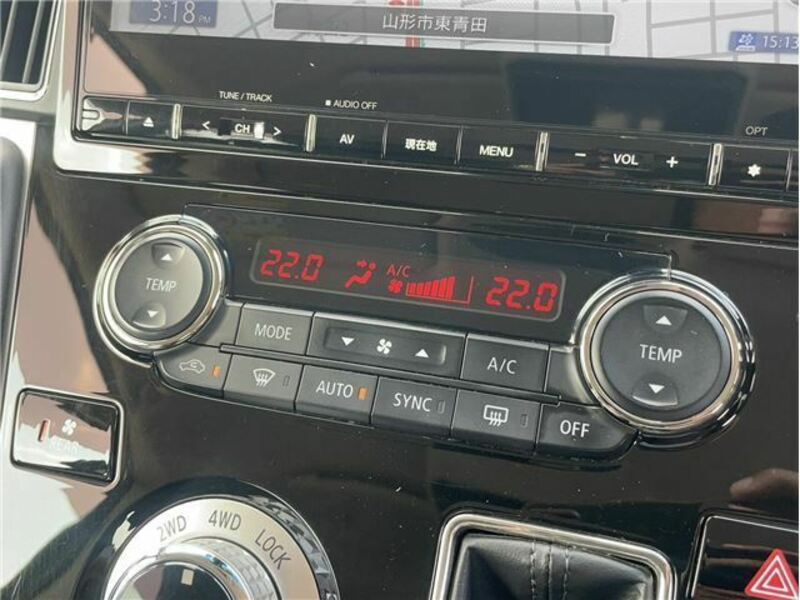 3:18 PM
山形市東青田
15:13
TUNE / TRACK
■ AUDIO OFF
OPT
< CH >
AV
現在地
MENU
− VOL +
22.0
A/C
22.0
TEMP
TEMP
MODE
A/C
AUTO
SYNC
OFF
REAR
2WD
4WD
LOCK